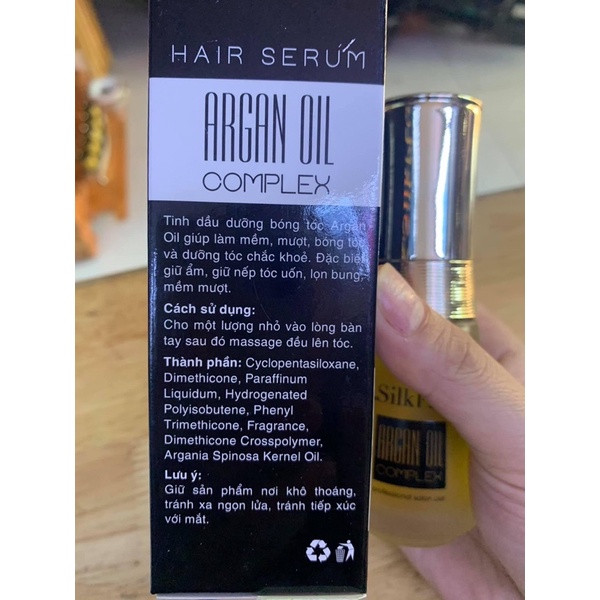 HAIR SERUM
ARGAN OIL
COMPLEX
Tinh dầu dưỡng bóng tóc Argan
Oil giúp làm mềm, mượt, bóng tóc
và dưỡng tóc chắc khoẻ. Đặc biệt
giữ ẩm, giữ nếp tóc uốn, lọn bung,
mềm mượt.
Cách sử dụng:
Cho một lượng nhỏ vào lòng bàn
tay sau đó massage đều lên tóc.
Thành phần: Cyclopentasiloxane,
Dimethicone, Paraffinum
Liquidum, Hydrogenated
Polyisobutene, Phenyl
Trimethicone, Fragrance,
Dimethicone Crosspolymer,
Argania Spinosa Kernel Oil.
Lưu ý:
Giữ sản phẩm nơi khô thoáng,
tránh xa ngọn lửa, tránh tiếp xúc
với mắt.
ARGAN OIL
COMPLEX